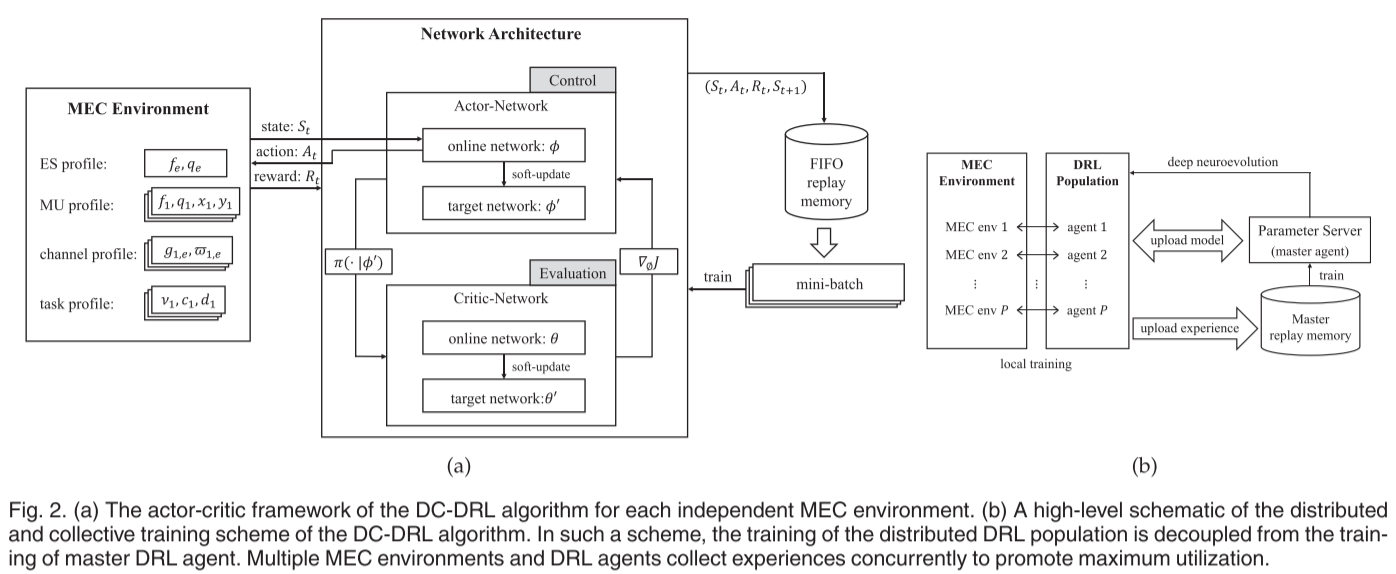 Network Architecture
MEC Environment
ES profile:
f_e, q_e
MU profile:
f_1, q_1, x_1, y_1
channel profile:
g_{1,e}, ϖ_{1,e}
task profile:
ν_1, c_1, d_1
state: S_t
action: A_t
reward: R_t
Control
Actor-Network
online network: ϕ
soft-update
target network: ϕ′
π(· |ϕ′)
∇_ϕJ
Evaluation
Critic-Network
online network: θ
soft-update
target network:θ′
(S_t, A_t, R_t, S_{t+1})
FIFO
replay
memory
mini-batch
train
(a)
MEC
Environment
DRL
Population
MEC env 1
agent 1
MEC env 2
agent 2
⋮ ⋮ ⋮
MEC env P
agent P
local training
deep neuroevolution
upload model
Parameter Server
(master agent)
train
upload experience
Master
replay memory
(b)
Fig. 2. (a) The actor-critic framework of the DC-DRL algorithm for each independent MEC environment. (b) A high-level schematic of the distributed
and collective training scheme of the DC-DRL algorithm. In such a scheme, the training of the distributed DRL population is decoupled from the train-
ing of master DRL agent. Multiple MEC environments and DRL agents collect experiences concurrently to promote maximum utilization.